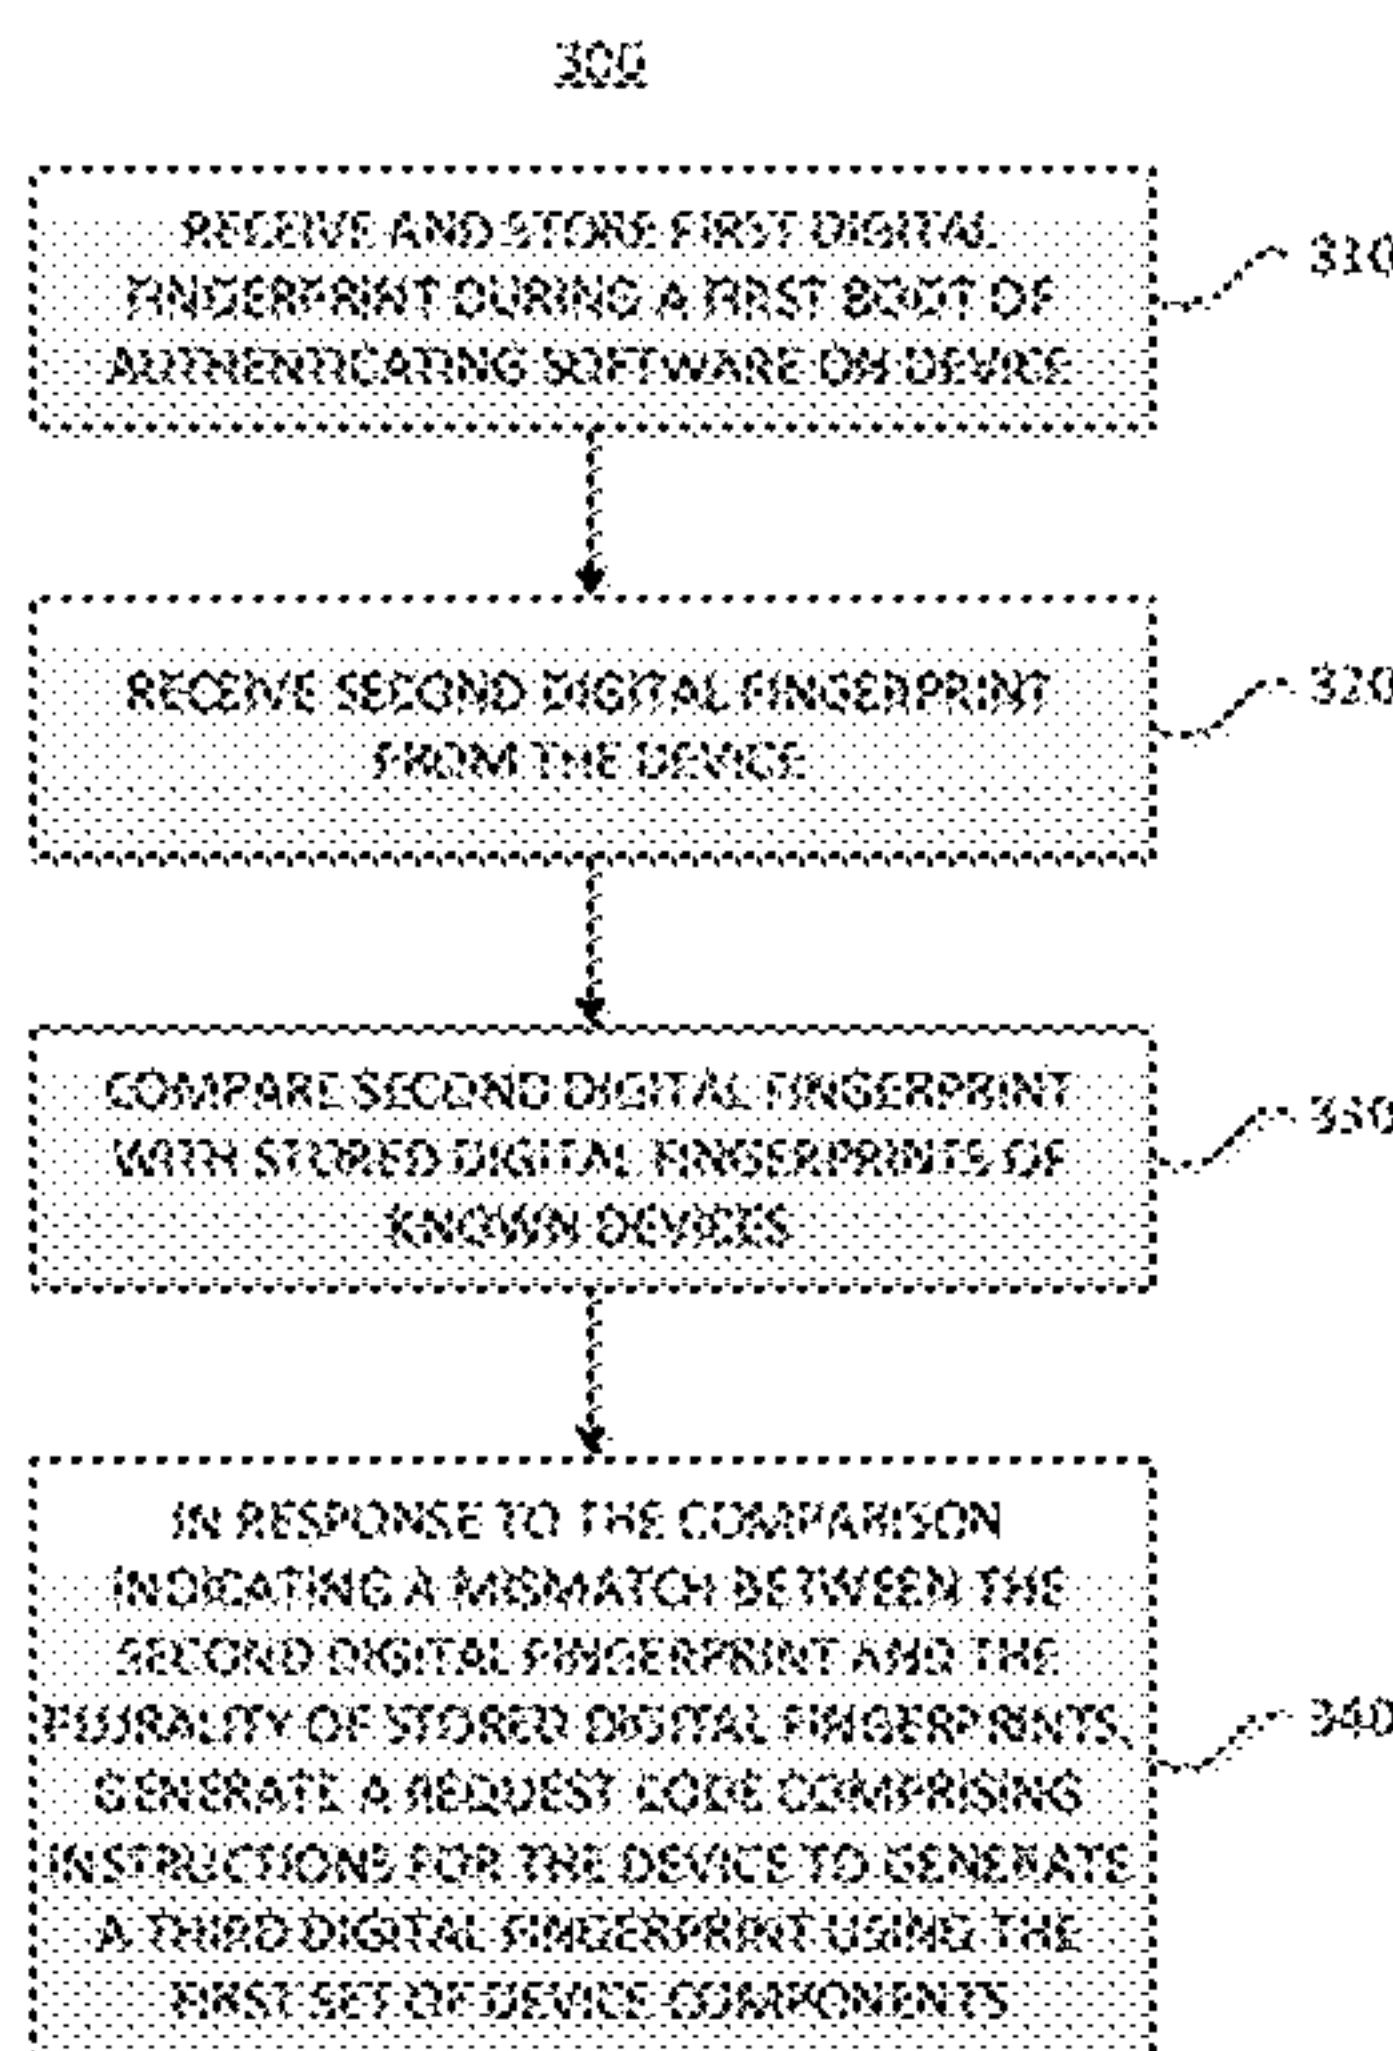 300
RECEIVE AND STORE FIRST DIGITAL
FINGERPRINT DURING A FIRST BOOT OF
AUTHENTICATING SOFTWARE ON DEVICE
310
RECEIVE SECOND DIGITAL FINGERPRINT
FROM THE DEVICE
320
COMPARE SECOND DIGITAL FINGERPRINT
WITH STORED DIGITAL FINGERPRINTS OF
KNOWN DEVICES
330
IN RESPONSE TO THE COMPARISON
INDICATING A MISMATCH BETWEEN THE
SECOND DIGITAL FINGERPRINT AND THE
PLURALITY OF STORED DIGITAL FINGERPRINTS,
GENERATE A REQUEST CODE COMPRISING
INSTRUCTIONS FOR THE DEVICE TO GENERATE
A THIRD DIGITAL FINGERPRINT USING THE
FIRST SET OF DEVICE COMPONENTS
340